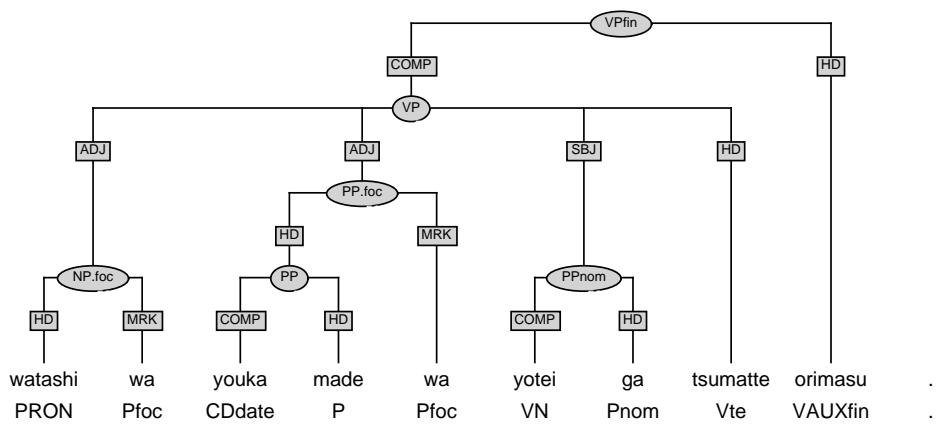 VPfin
COMP HD
VP
ADJ ADJ SBJ HD
PP.foc
HD MRK
NP.foc PP PPnom
HD MRK COMP HD COMP HD
watashi wa youka made wa yotei ga tsumatte orimasu .
PRON Pfoc CDdate P Pfoc VN Pnom Vte VAUXfin .